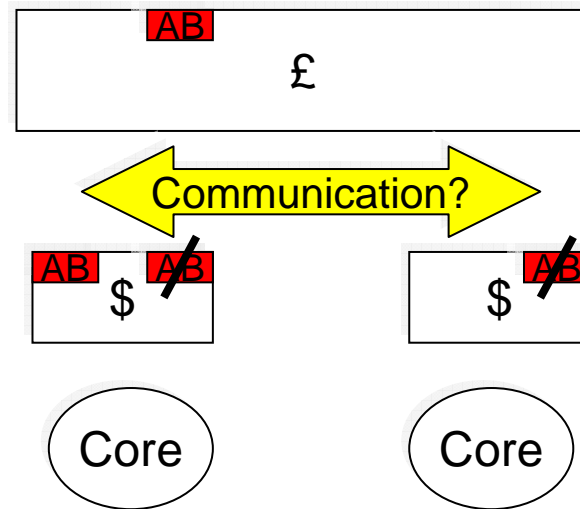 AB
£
Communication?
AB AB AB
$ $
Core Core